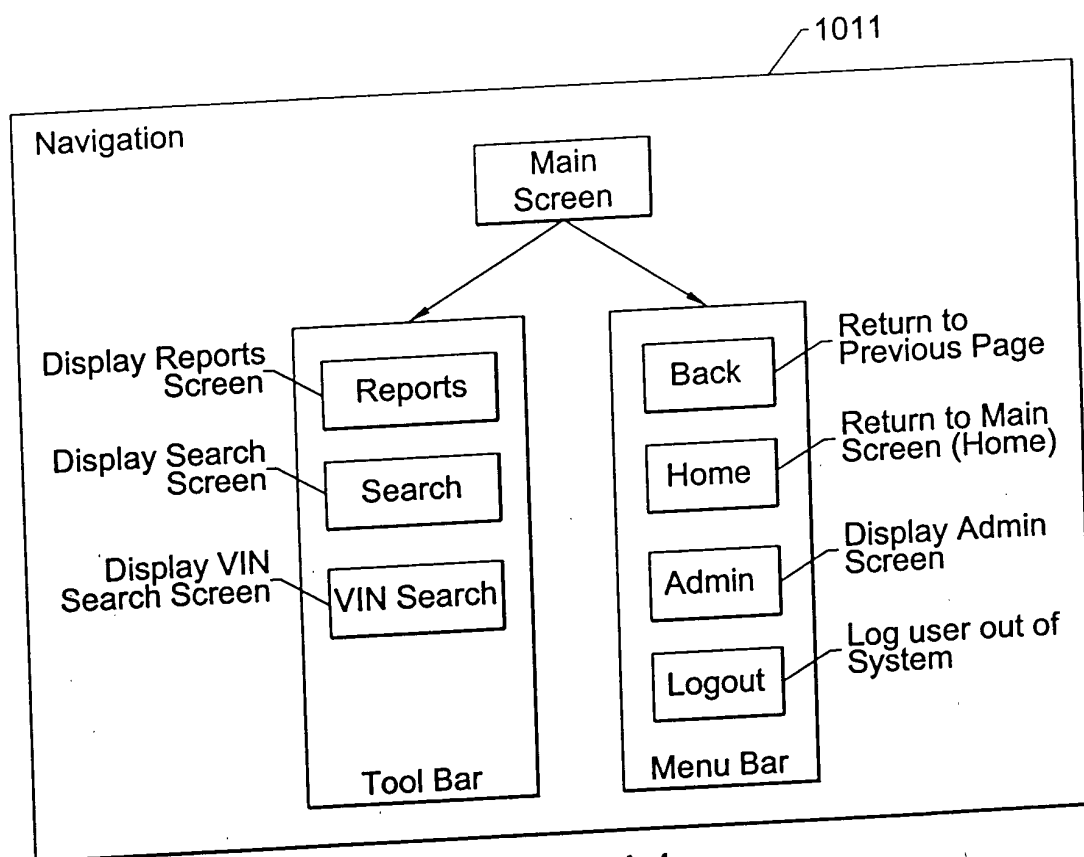 1011
Navigation
Main
Screen
Display Reports
Screen
Reports
Display Search
Screen
Search
Display VIN
Search Screen
VIN Search
Tool Bar
Back
Return to
Previous Page
Home
Return to Main
Screen (Home)
Admin
Display Admin
Screen
Logout
Log user out of
System
Menu Bar